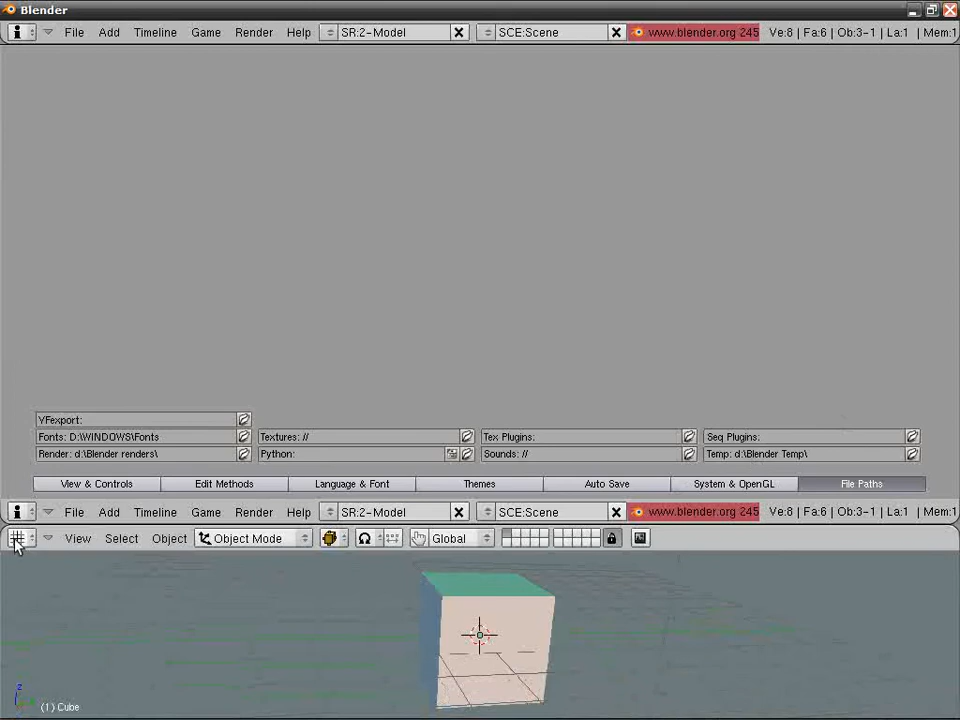 Blender
File Add Timeline Game Render Help SR:2-Model SCE:Scene www.blender.org 245 Ve:8 | Fa:6 | Ob:3-1 | La:1 | Mem:1
VFexport:
Fonts: D:\WINDOWS\Fonts Textures: // Tex Plugins: Seq Plugins:
Render: d:\Blender renders\ Python: Sounds: // Temp: d:\Blender Temp\
View & Controls Edit Methods Language & Font Themes Auto Save System & OpenGL File Paths
File Add Timeline Game Render Help SR:2-Model SCE:Scene www.blender.org 245 Ve:8 | Fa:6 | Ob:3-1 | La:1 | Mem:1
View Select Object Object Mode Global
z
(1) Cube